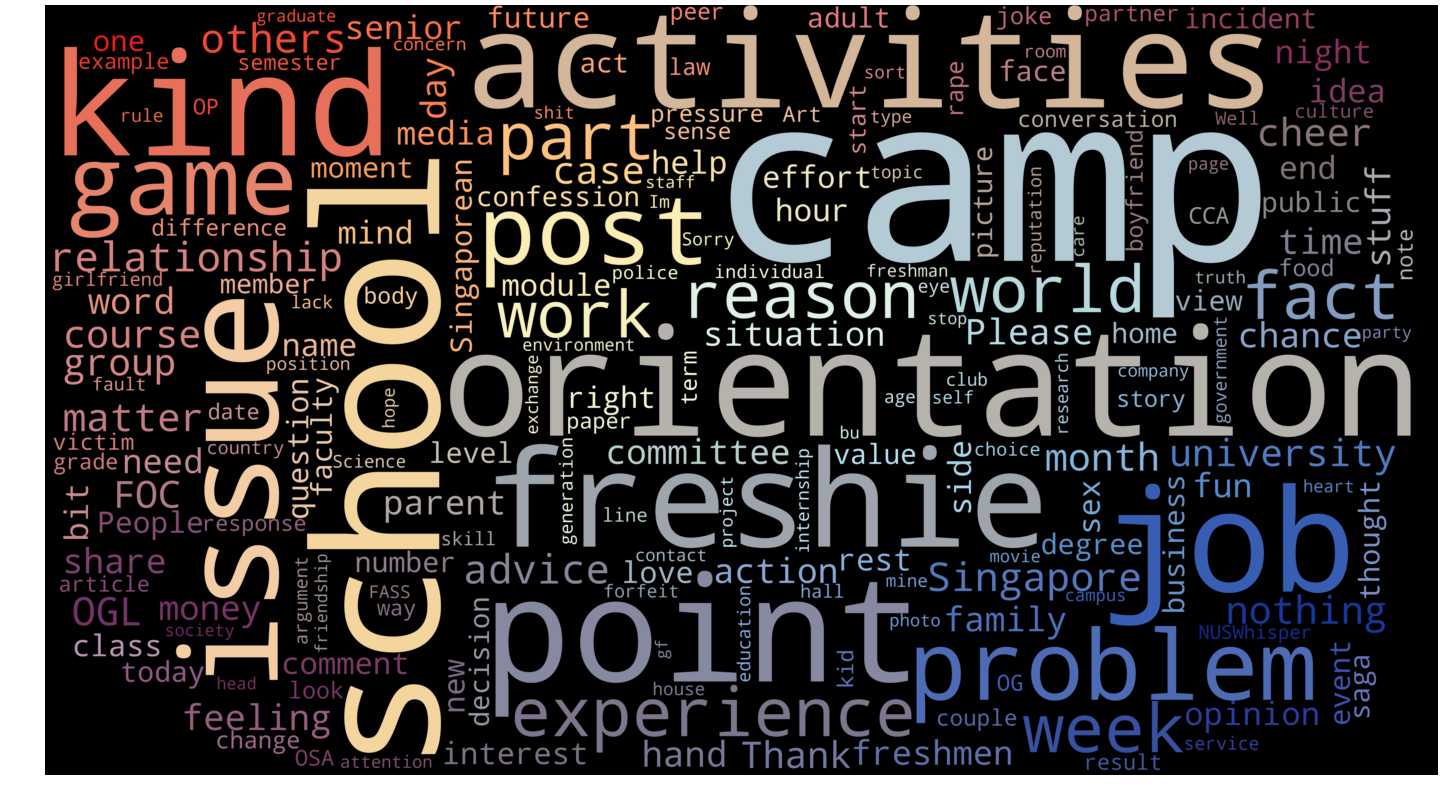 graduate
one
others
senior
future
peer
adult
joke
partner
incident
example
semester
concern
activities
act
law
sort
room
face
night
kind
rule
OP
day
media
shit
part
pressure
sense
Art
start
type
rape
conversation
idea
Well
culture
cheer
game
moment
case
help
staff
confession
Im
effort
topic
hour
camp
picture
reputation
care
boyfriend
page
CCA
end
public
stuff
difference
mind
Singaporean
post
Sorry
relationship
girlfriend
member
lack
body
module
police
individual
freshman
eye
truth
food
time
note
word
work
reason
world
view
fact
course
name
position
environment
situation
stop
Please
home
chance
party
group
fault
issue
school
exchange
right
paper
term
orientation
club
age
self
research
company
story
government
matter
date
hope
question
faculty
victim
country
Science
level
committee
bu
value
choice
side
month
university
grade
need
FOC
bit
parent
freshie
generation
line
project
internship
sex
business
fun
heart
job
thought
People
response
skill
share
article
argument
friendship
number
FASS
way
advice
contact
love
forfeit
action
rest
hall
mine
movie
degree
Singapore
campus
OGL
money
society
class
today
head
comment
look
new
decision
point
gf
education
photo
family
nothing
NUSWhisper
kid
problem
OG
event
saga
feeling
change
OSA
attention
house
experience
couple
week
opinion
service
interest
hand
Thank
freshmen
result